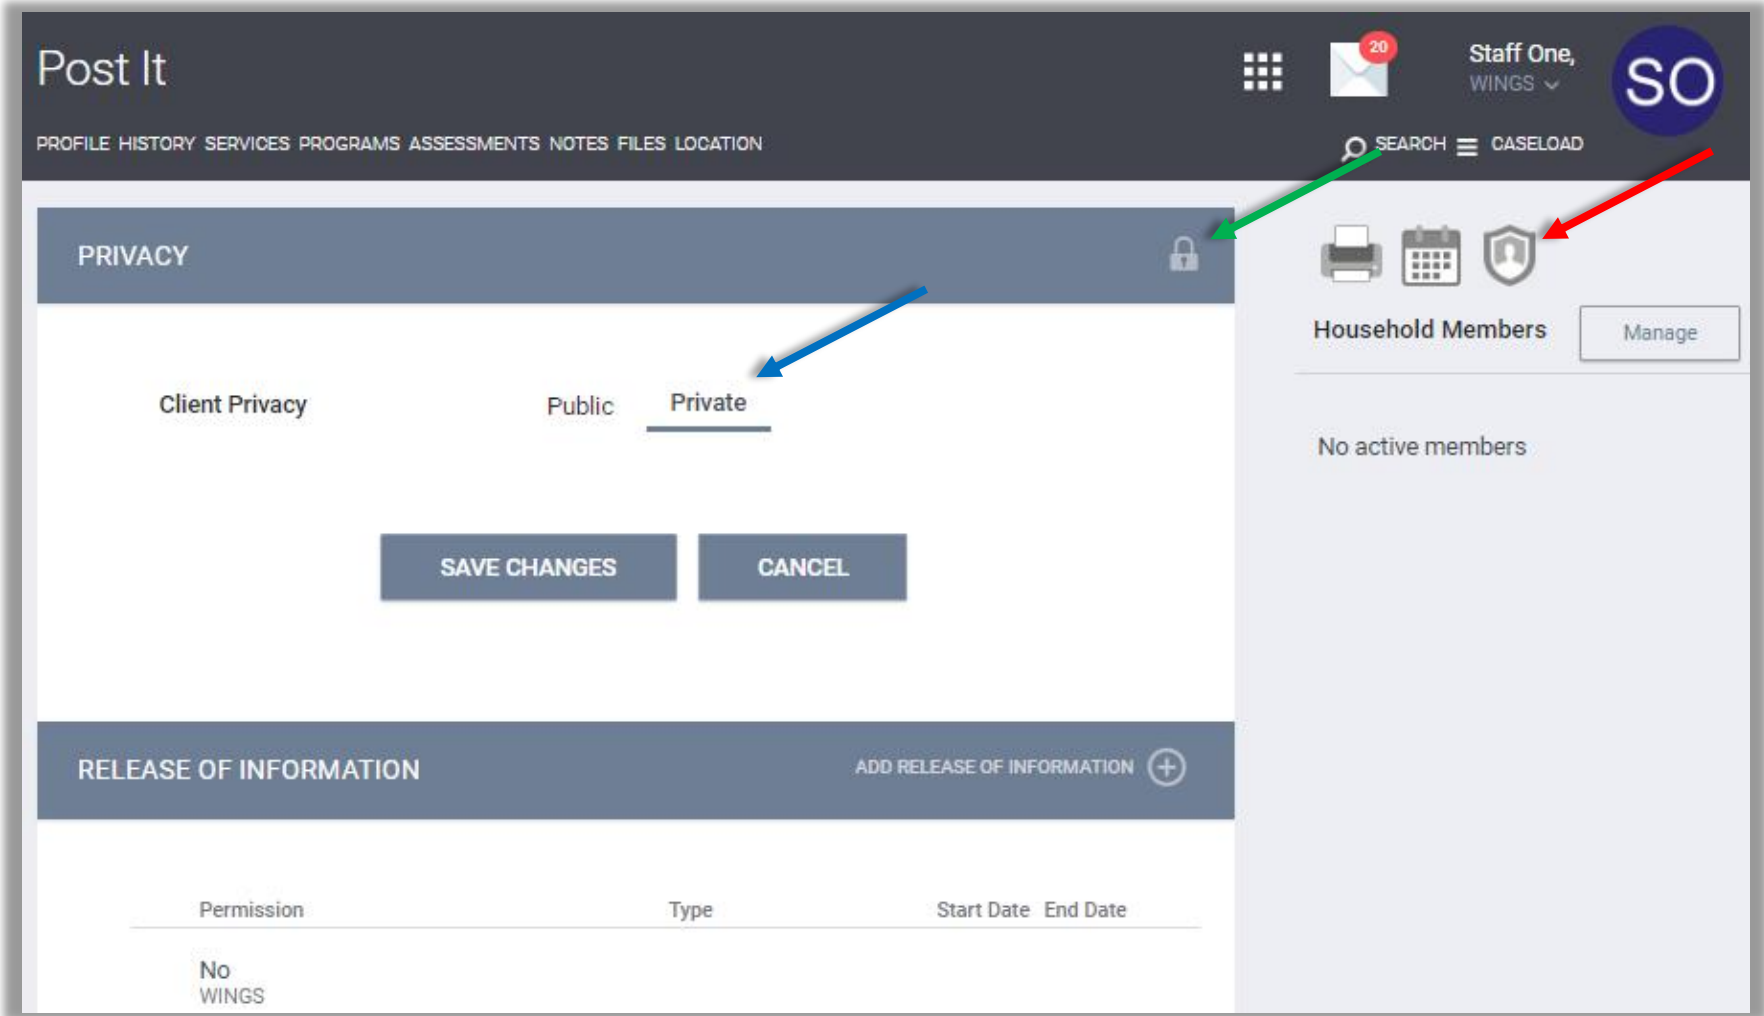 Post It
20
Staff One,
WINGS
SO
PROFILE HISTORY SERVICES PROGRAMS ASSESSMENTS NOTES FILES LOCATION
SEARCH CASELOAD
PRIVACY
Household Members Manage
Client Privacy Public Private
No active members
SAVE CHANGES CANCEL
RELEASE OF INFORMATION ADD RELEASE OF INFORMATION
Permission Type Start Date End Date
No
WINGS